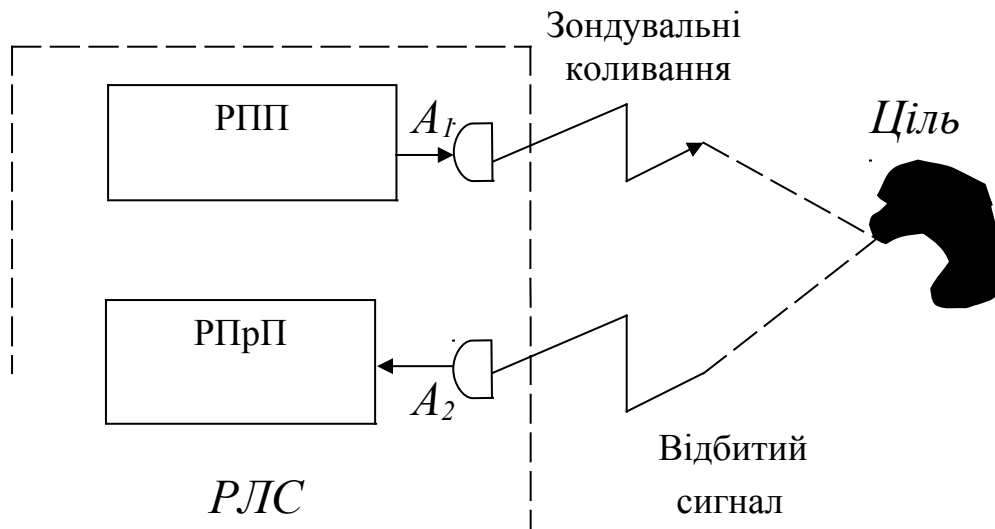 Зондувальні
коливання
РПП
A1
Ціль
РПрП
A2
Відбитий
сигнал
РЛС